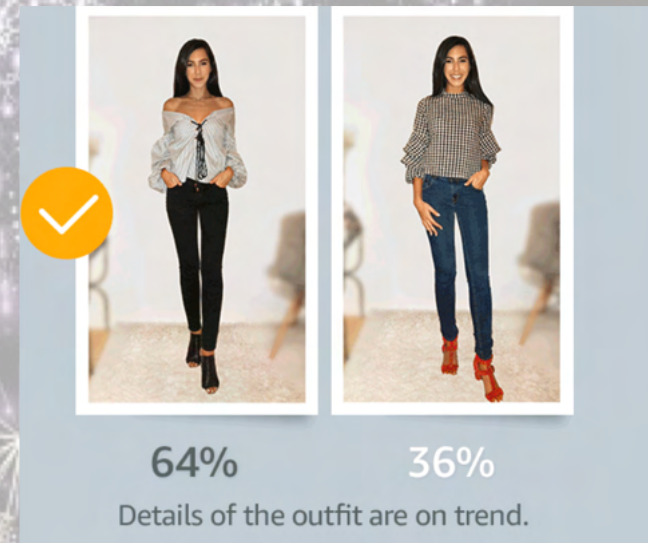 64% 36%
Details of the outfit are on trend.